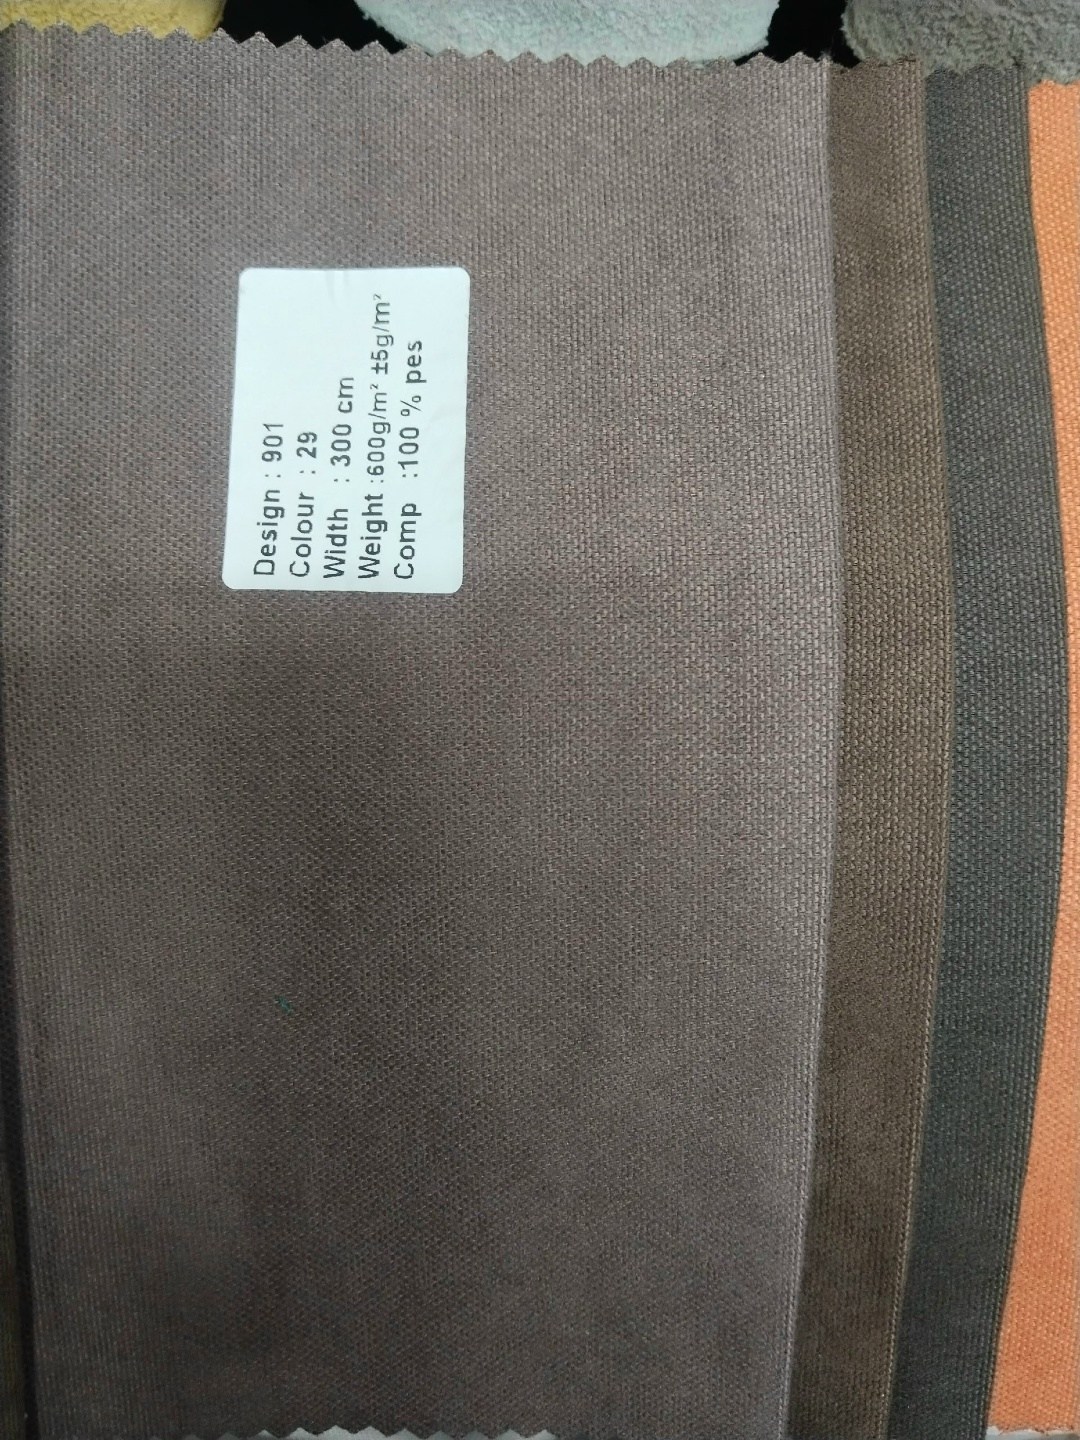 Design : 901
Colour : 29
Width : 300 cm
Weight :600g/m² ±5g/m²
Comp :100 % pes